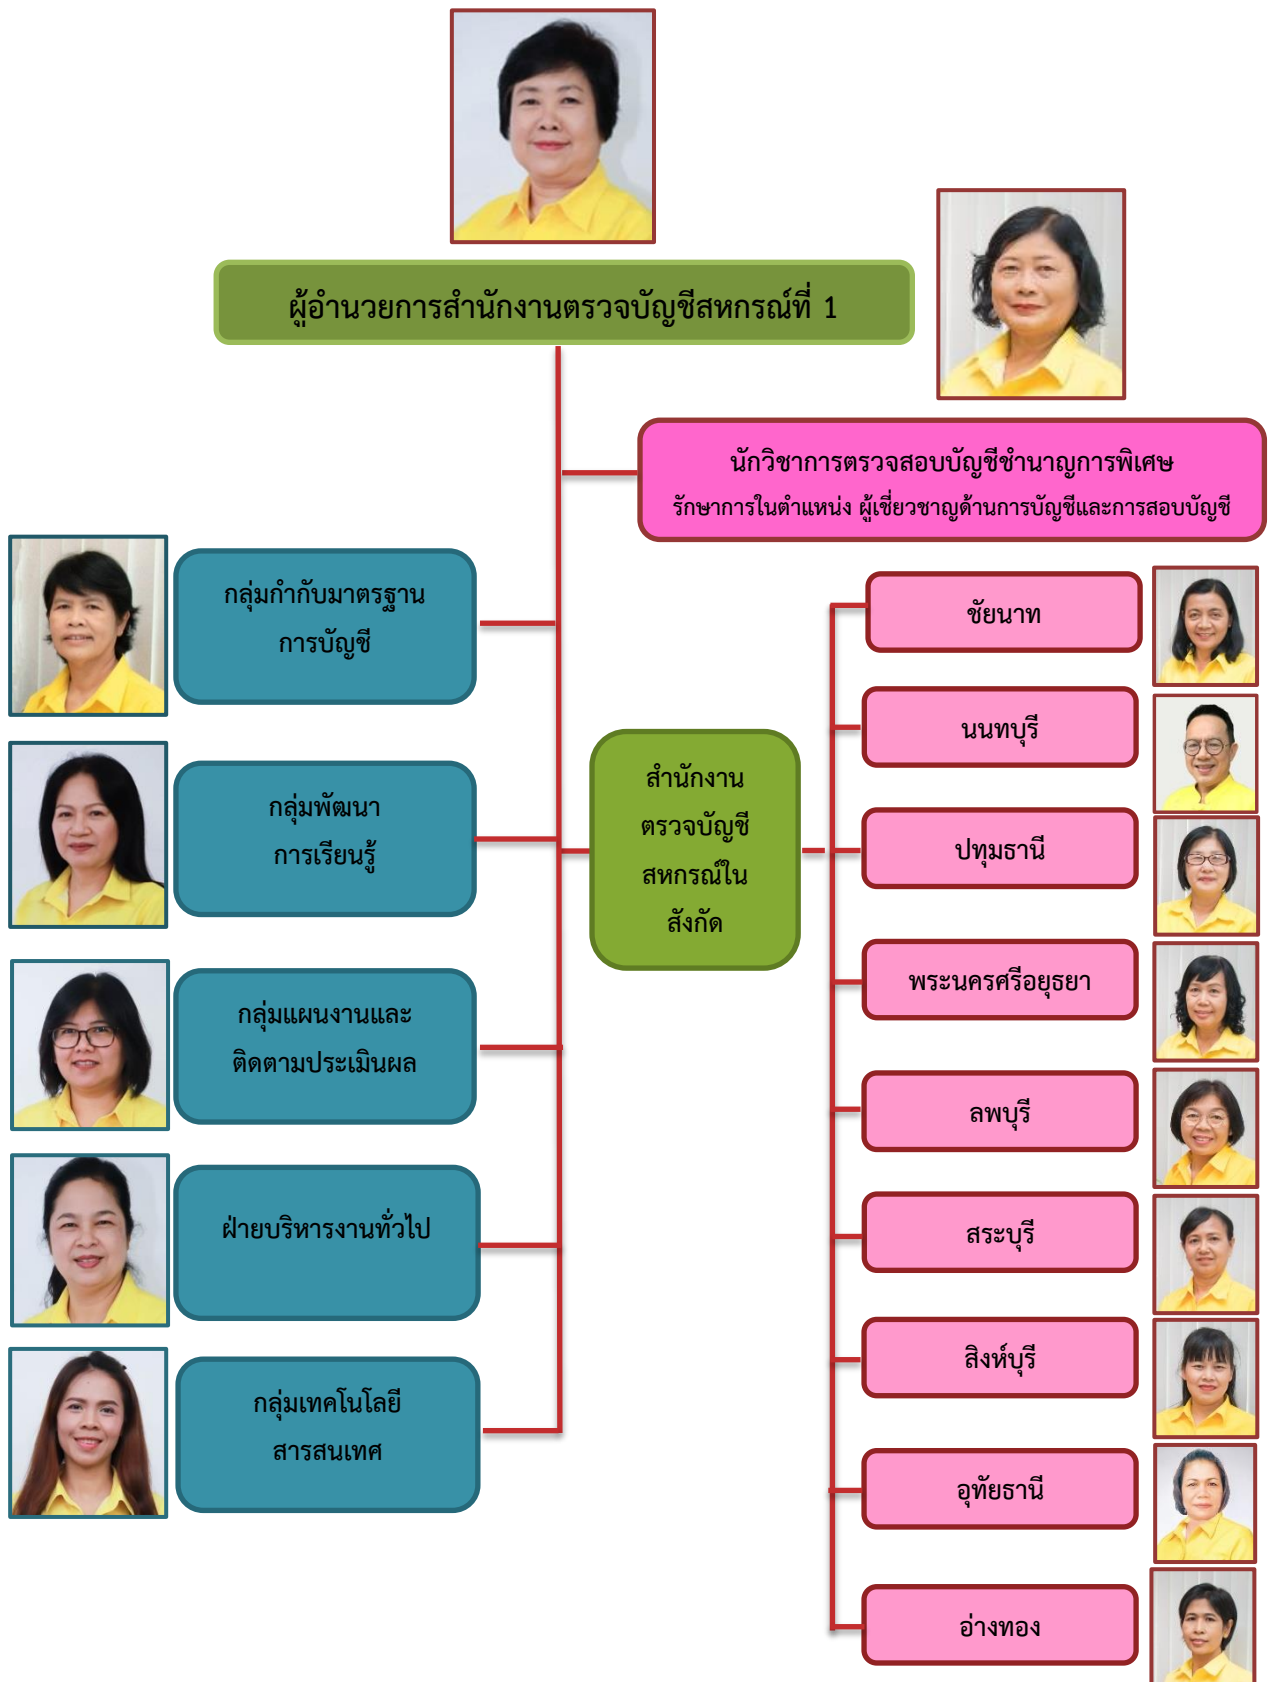 ผู้อำนวยการสำนักงานตรวจบัญชีสหกรณ์ที่ 1
นักวิชาการตรวจสอบบัญชีชำนาญการพิเศษ
รักษาการในตำแหน่ง ผู้เชี่ยวชาญด้านการบัญชีและการสอบบัญชี
กลุ่มกำกับมาตรฐาน
การบัญชี
กลุ่มพัฒนา
การเรียนรู้
กลุ่มแผนงานและ
ติดตามประเมินผล
ฝ่ายบริหารงานทั่วไป
กลุ่มเทคโนโลยี
สารสนเทศ
สำนักงาน
ตรวจบัญชี
สหกรณ์ใน
สังกัด
ชัยนาท
นนทบุรี
ปทุมธานี
พระนครศรีอยุธยา
ลพบุรี
สระบุรี
สิงห์บุรี
อุทัยธานี
อ่างทอง